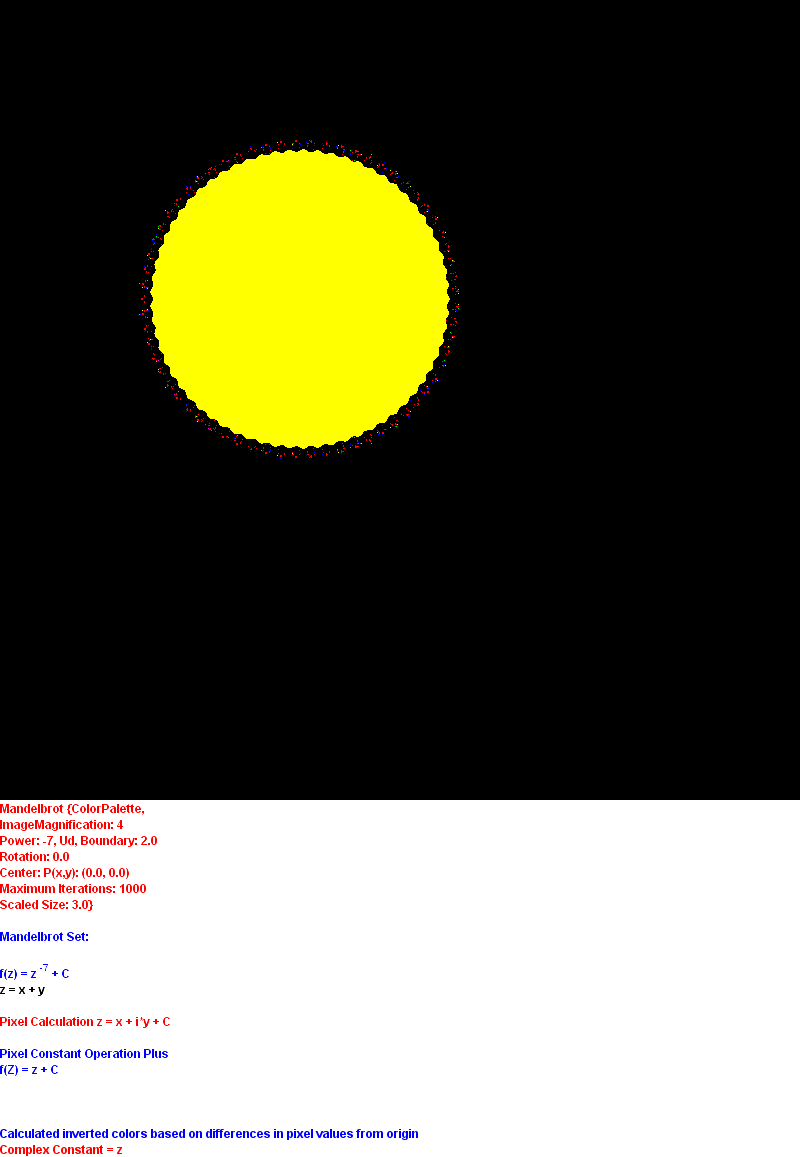 Mandelbrot {ColorPalette,
ImageMagnification: 4
Power: -7, Ud, Boundary: 2.0
Rotation: 0.0
Center: P(x,y): (0.0, 0.0)
Maximum Iterations: 1000
Scaled Size: 3.0}
Mandelbrot Set:
f(z) = z -7 + C
z = x + y
Pixel Calculation z = x + i*y + C
Pixel Constant Operation Plus
f(Z) = z + C
Calculated inverted colors based on differences in pixel values from origin
Complex Constant = z